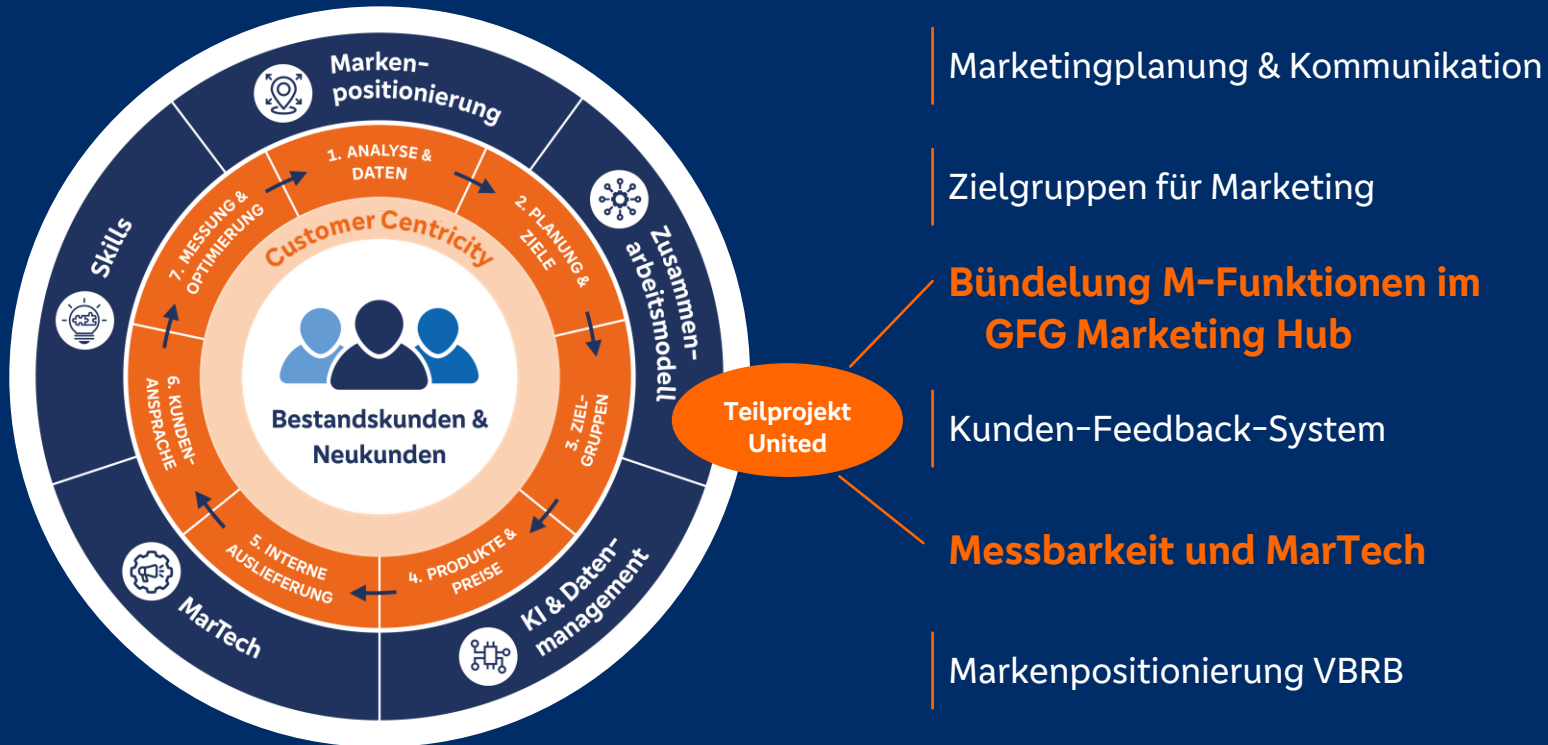 Marken-
positionierung
Zusammen-
arbeitsmodell
KI & Daten-
management
MarTech
Skills
1. ANALYSE &
DATEN
2. PLANUNG &
ZIELE
3. ZIEL-
GRUPPEN
4. PRODUKTE &
PREISE
5. INTERNE
AUSLIEFERUNG
6. KUNDEN-
ANSPRACHE
7. MESSUNG &
OPTIMIERUNG
Customer Centricity
Bestandskunden &
Neukunden
Teilprojekt
United
Marketingplanung & Kommunikation
Zielgruppen für Marketing
Bündelung M-Funktionen im
GFG Marketing Hub
Kunden-Feedback-System
Messbarkeit und MarTech
Markenpositionierung VBRB